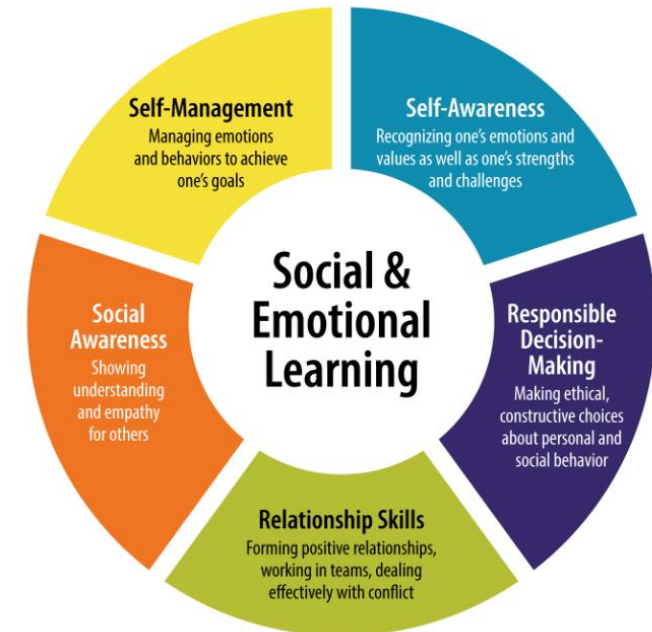 Self-Management
Managing emotions
and behaviors to achieve
one's goals
Self-Awareness
Recognizing one's emotions and
values as well as one's strengths
and challenges
Social &
Emotional
Learning
Social
Awareness
Showing
understanding
and empathy
for others
Responsible
Decision-
Making
Making ethical,
constructive choices
about personal and
social behavior
Relationship Skills
Forming positive relationships,
working in teams, dealing
effectively with conflict